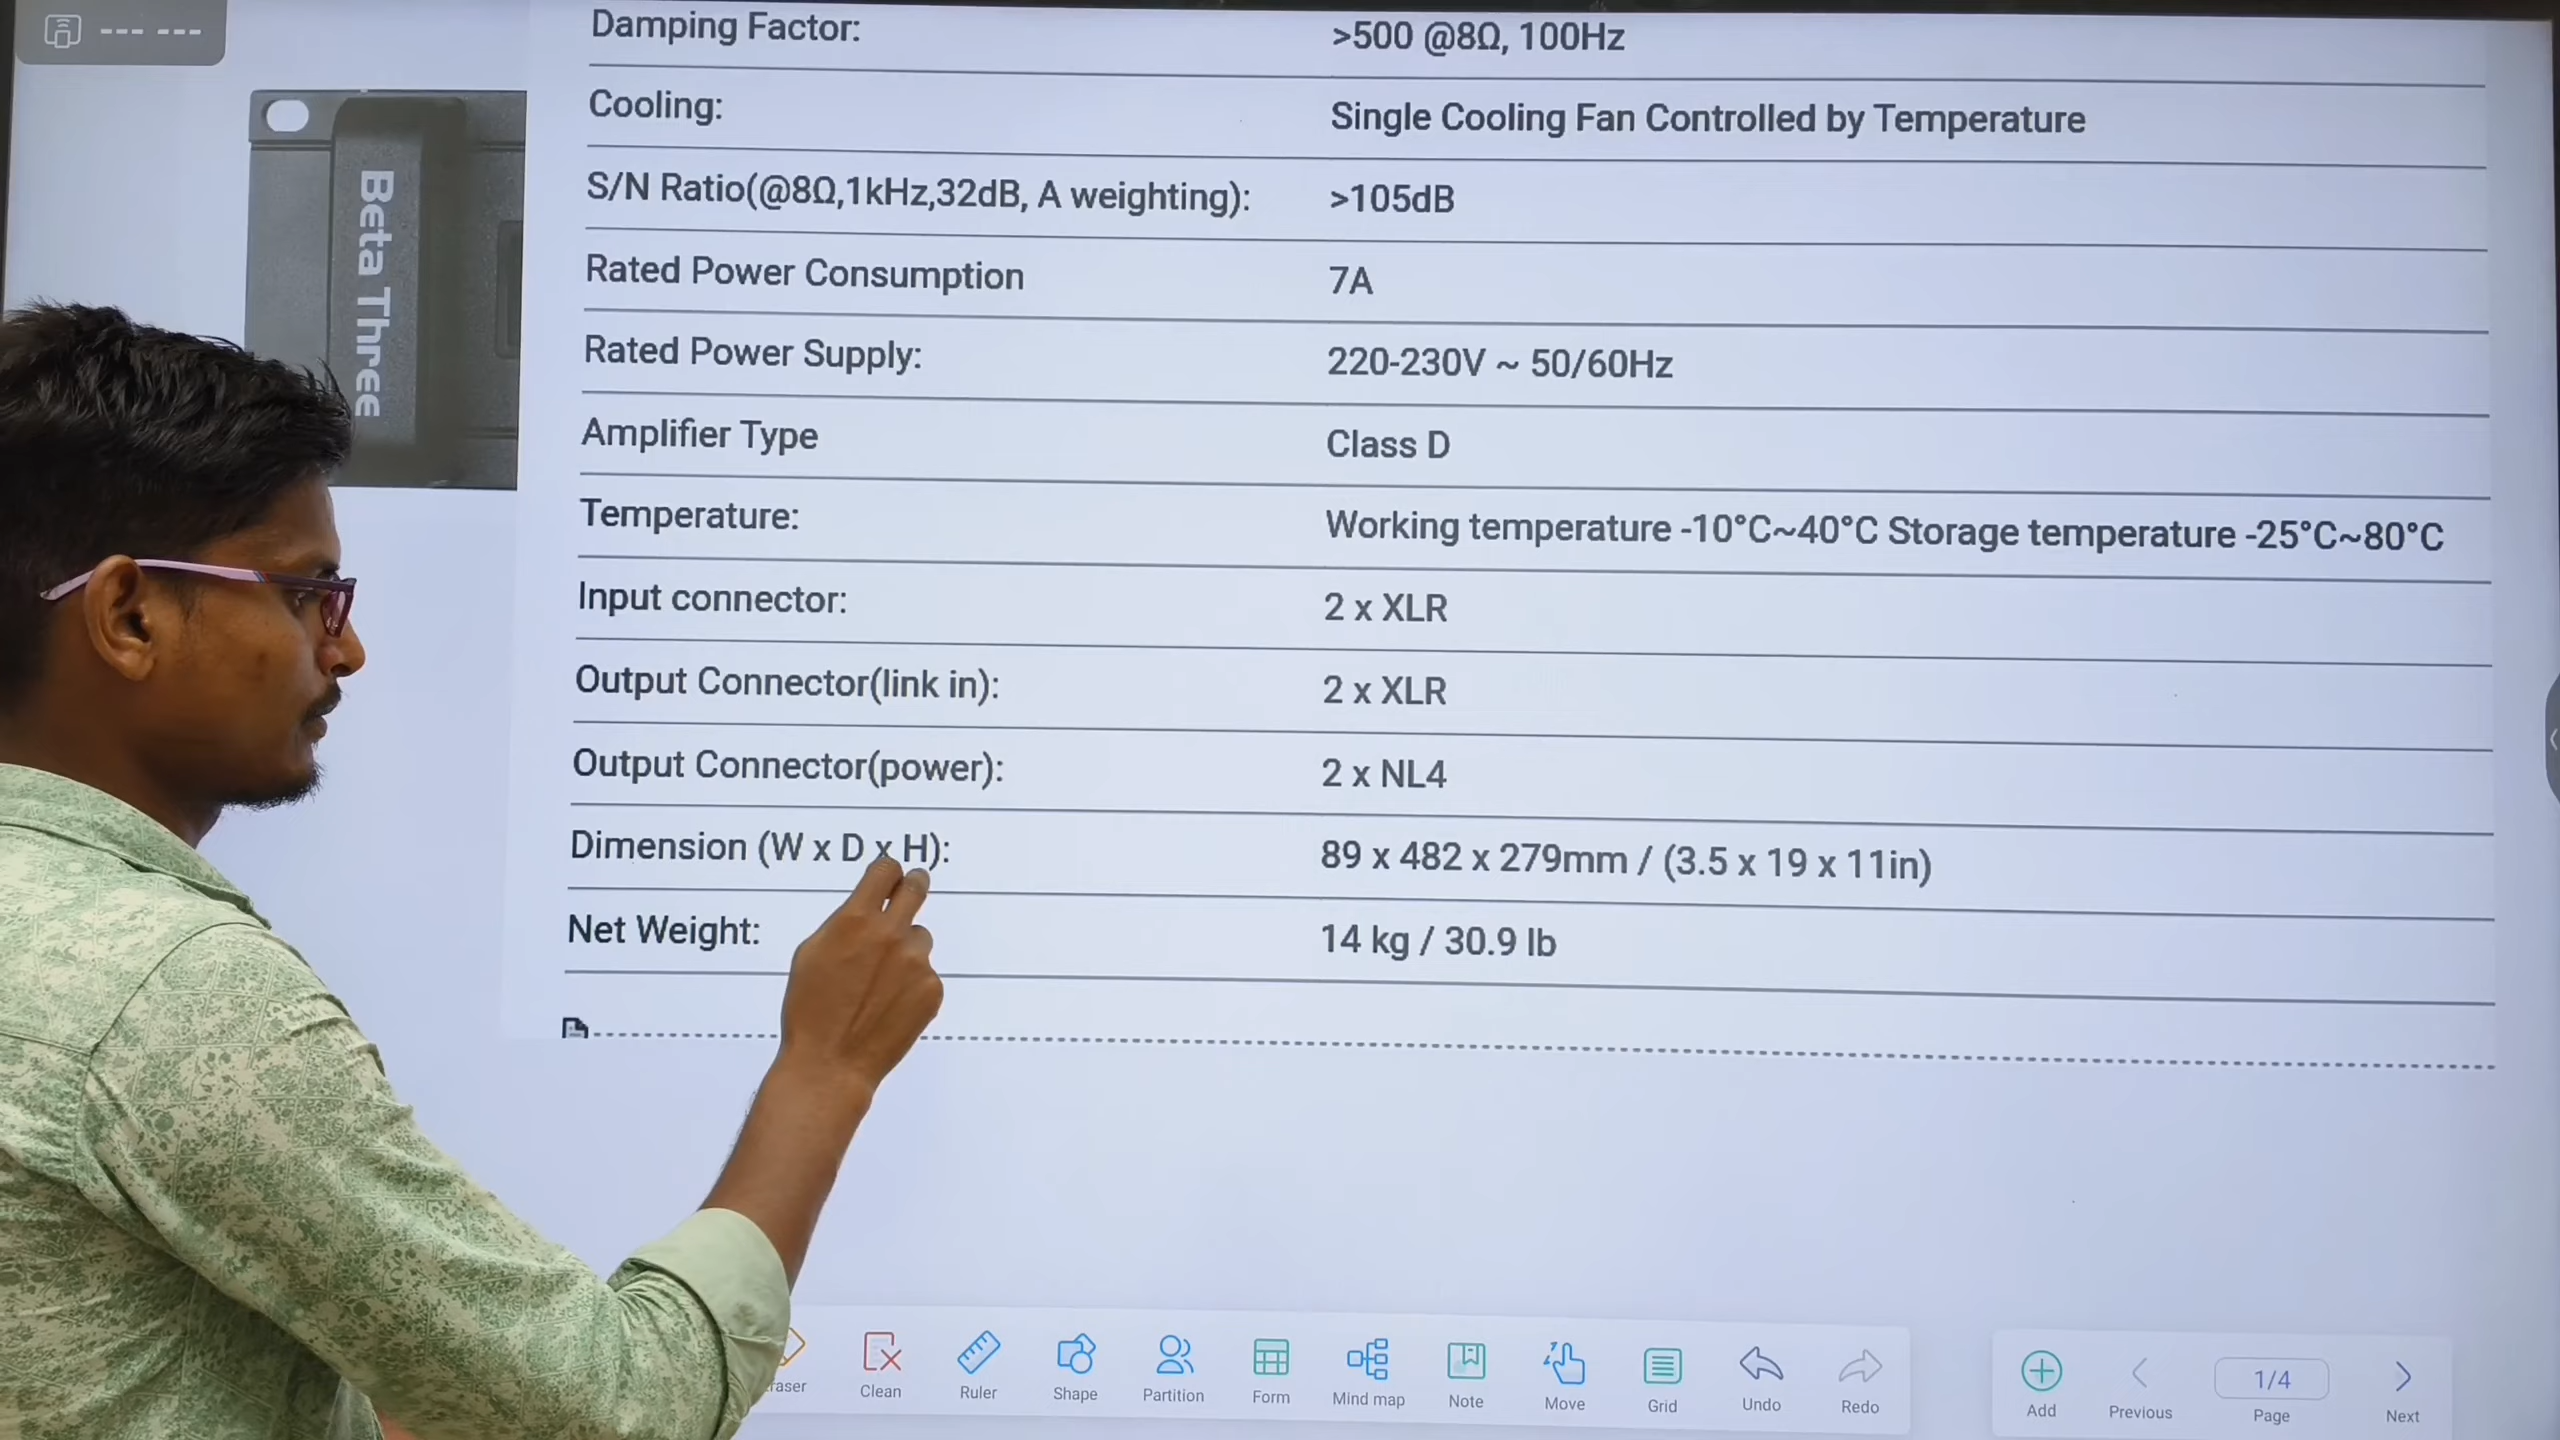 --- ---
Beta Three
Damping Factor: >500 @8Ω, 100Hz
Cooling: Single Cooling Fan Controlled by Temperature
S/N Ratio(@8Ω,1kHz,32dB, A weighting): >105dB
Rated Power Consumption 7A
Rated Power Supply: 220-230V ~ 50/60Hz
Amplifier Type Class D
Temperature: Working temperature -10°C~40°C Storage temperature -25°C~80°C
Input connector: 2 x XLR
Output Connector(link in): 2 x XLR
Output Connector(power): 2 x NL4
Dimension (W x D x H): 89 x 482 x 279mm / (3.5 x 19 x 11in)
Net Weight: 14 kg / 30.9 lb
raser Clean Ruler Shape Partition Form Mind map Note Move Grid Undo Redo Add Previous 1/4 Page Next